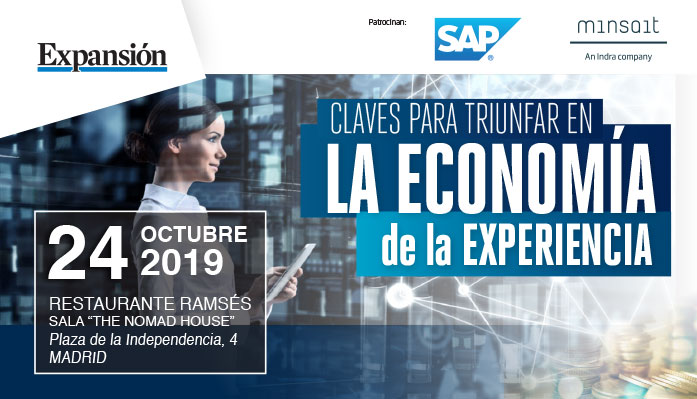 Expansión
Patrocinan:
SAP
®
minsait
An Indra company
CLAVES PARA TRIUNFAR EN
LA ECONOMÍA
de la EXPERIENCIA
24 OCTUBRE
2019
RESTAURANTE RAMSÉS
SALA “THE NOMAD HOUSE”
Plaza de la Independencia, 4
MADRID